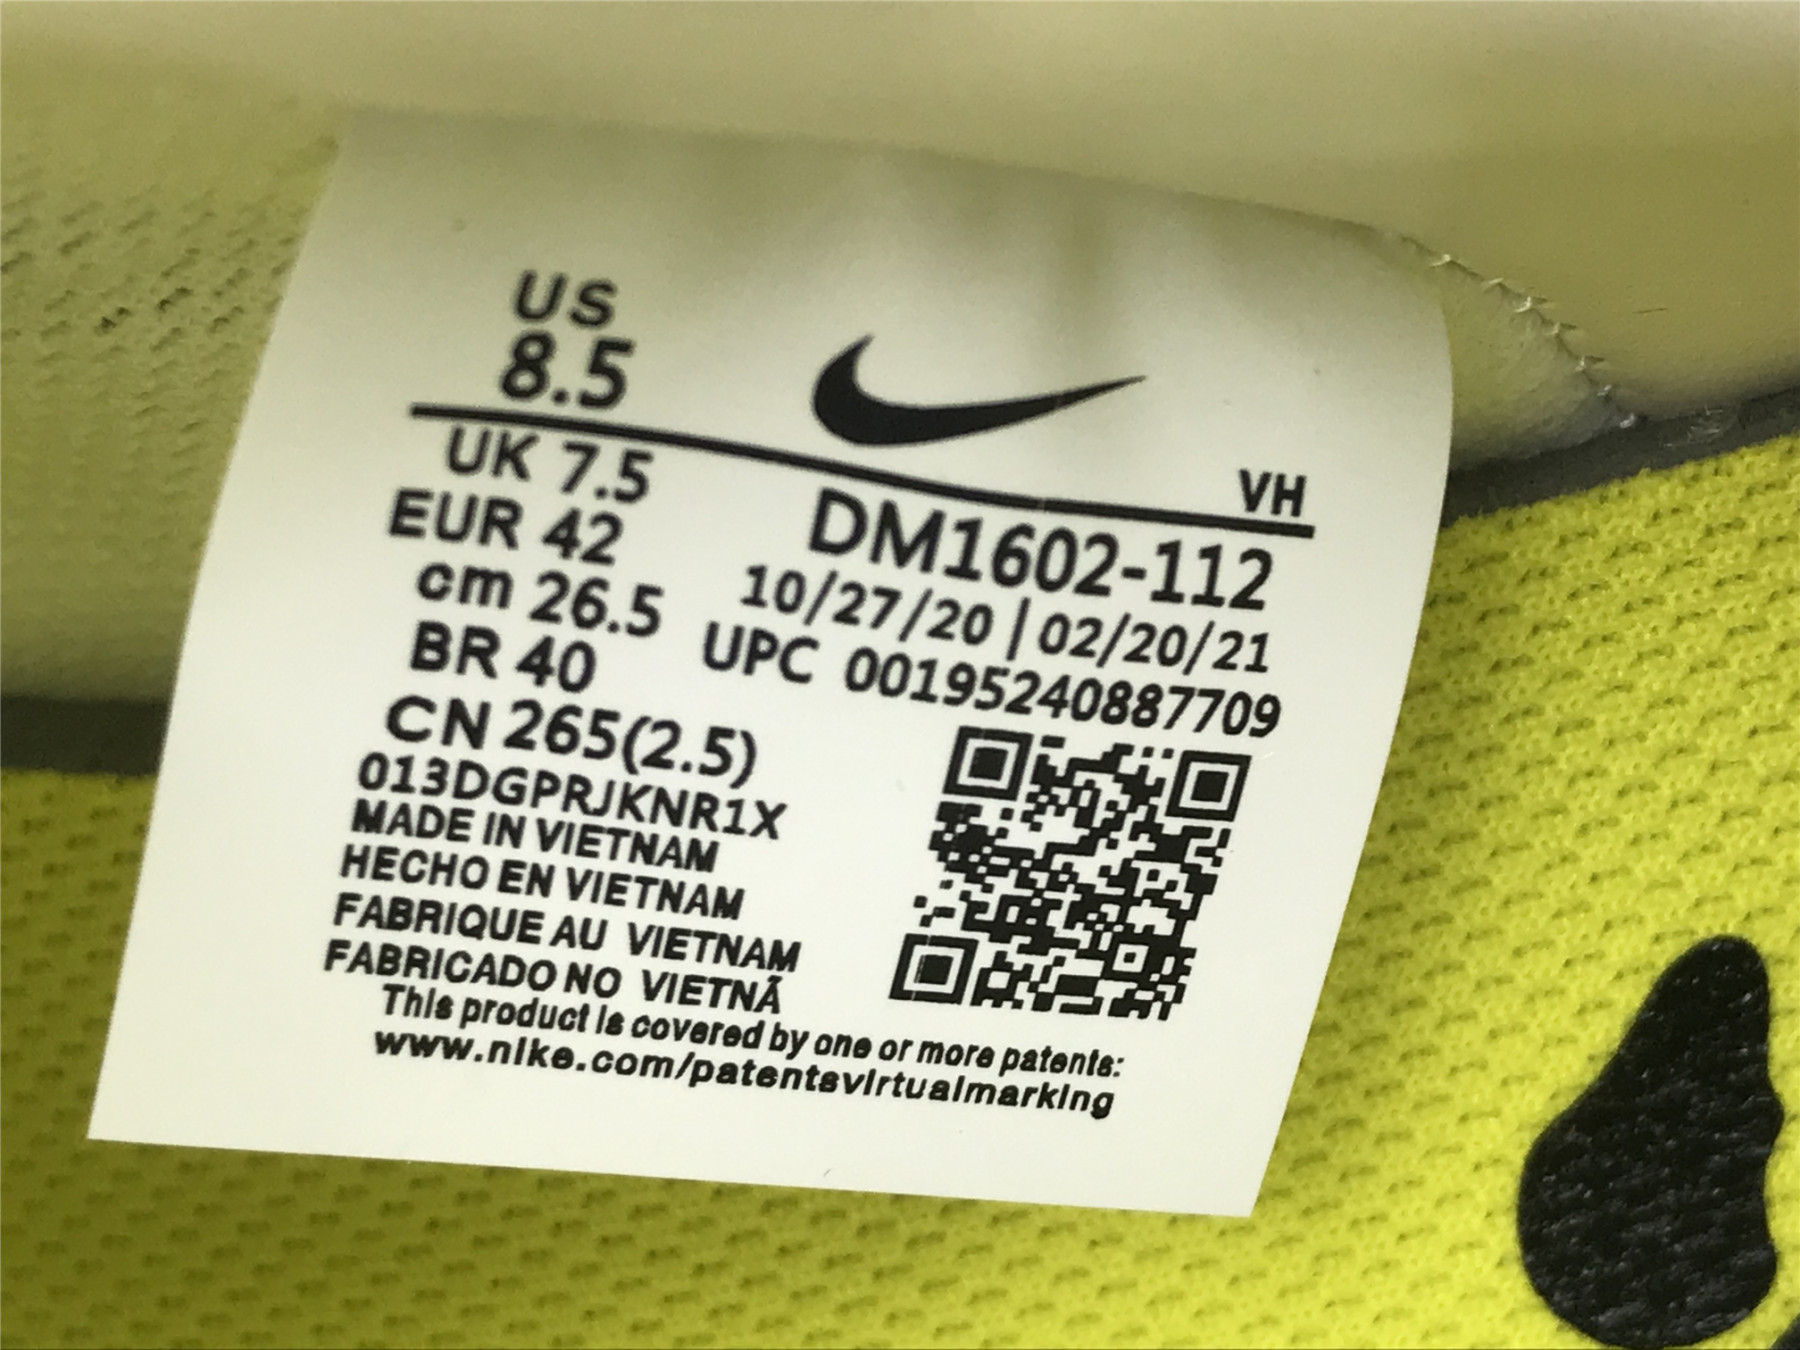 US
8.5
VH
UK 7.5
EUR 42
cm 26.5
BR 40
CN 265(2.5)
DM1602-112
10/27/20 | 02/20/21
UPC 00195240887709
013DGPRJKNR1X
MADE IN VIETNAM
HECHO EN VIETNAM
FABRIQUE AU VIETNAM
FABRICADO NO VIETNÃ
This product is covered by one or more patents:
www.nike.com/patentsvirtualmarking